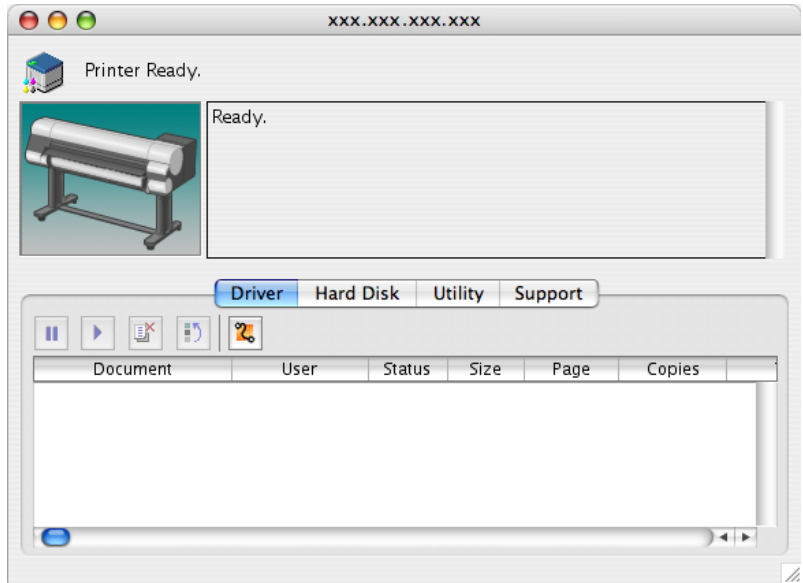 xxx.xxx.xxx.xxx
Printer Ready.
Ready.
Driver Hard Disk Utility Support
Document User Status Size Page Copies